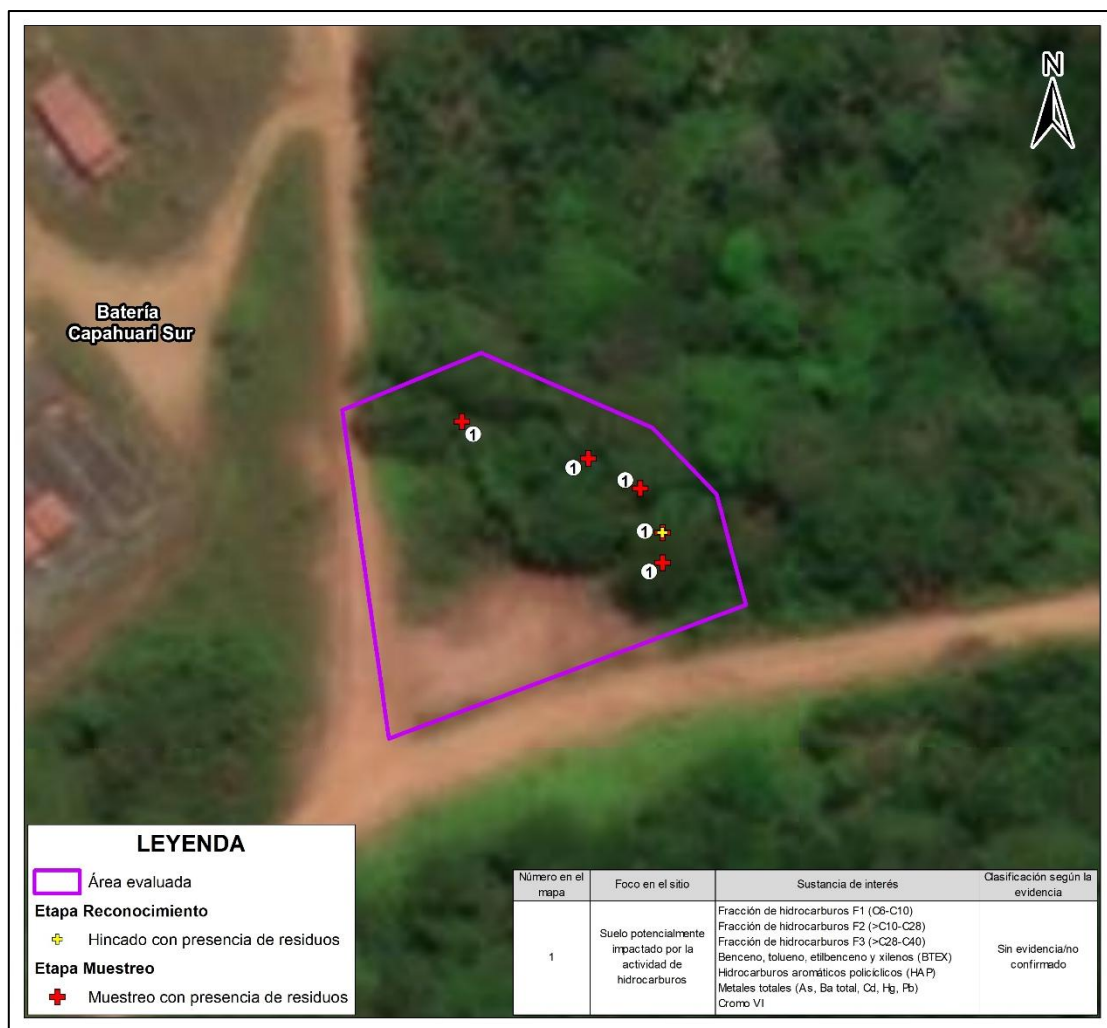 N
Batería
Capahuari Sur
1
1
1
1
1
LEYENDA
Área evaluada
Etapa Reconocimiento
Hincado con presencia de residuos
Etapa Muestreo
Muestreo con presencia de residuos
Número en el
mapa
Foco en el sitio
Sustancia de interés
Clasificación según la
evidencia
1
Suelo potencialmente
impactado por la
actividad de
hidrocarburos
Fracción de hidrocarburos F1 (C6-C10)
Fracción de hidrocarburos F2 (>C10-C28)
Fracción de hidrocarburos F3 (>C28-C40)
Benceno, tolueno, etilbenceno y xilenos (BTEX)
Hidrocarburos aromáticos policíclicos (HAP)
Metales totales (As, Ba total, Cd, Hg, Pb)
Cromo VI
Sin evidencia/no
confirmado